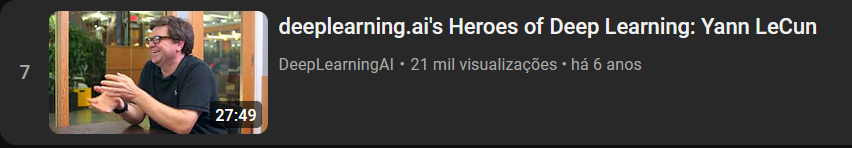 deeplearning.ai's Heroes of Deep Learning: Yann LeCun
7
DeepLearningAI • 21 mil visualizações • há 6 anos
27:49